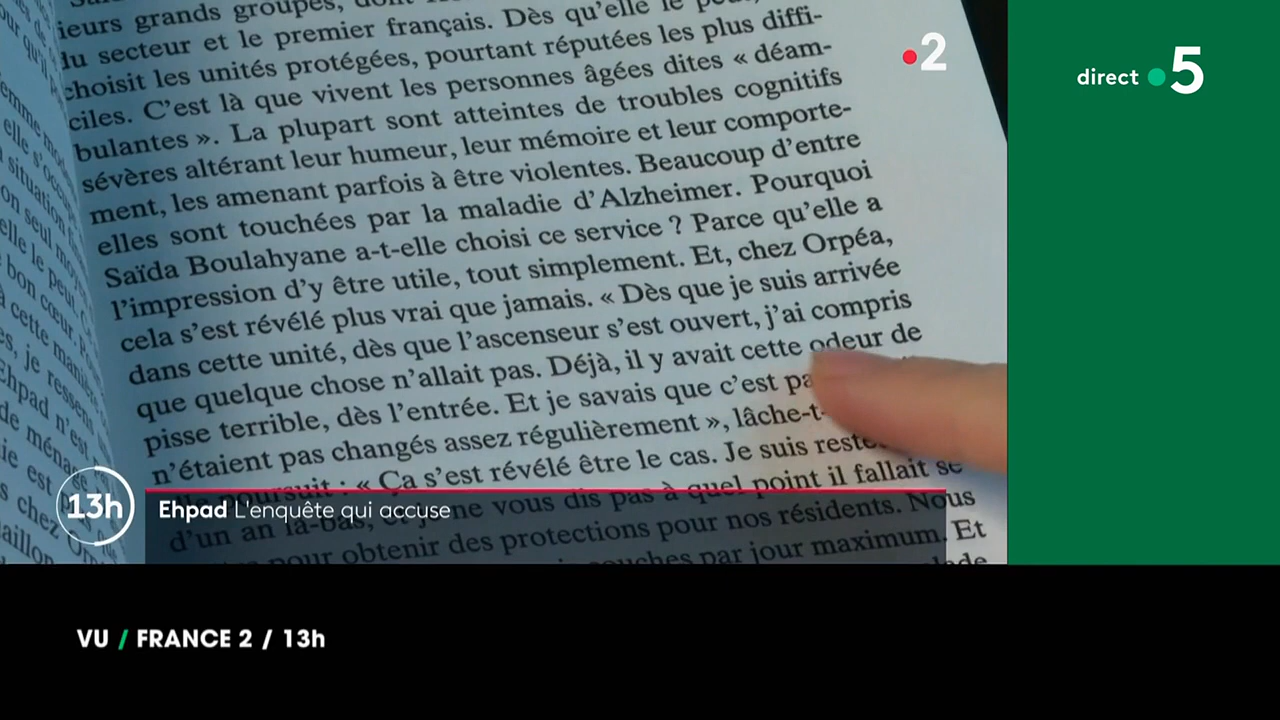 ieurs grands groupes,
du secteur et le premier français. Dès qu'elle le
choisit les unités protégées, pourtant réputées les plus diffi-
ciles. C'est là que vivent les personnes âgées dites « déam-
bulantes ». La plupart sont atteintes de troubles cognitifs
sévères altérant leur humeur, leur mémoire et leur comporte-
ment, les amenant parfois à être violentes. Beaucoup d'entre
elles sont touchées par la maladie d'Alzheimer. Pourquoi
Saïda Boulahyane a-t-elle choisi ce service ? Parce qu'elle a
l'impression d'y être utile, tout simplement. Et, chez Orpéa,
cela s'est révélé plus vrai que jamais. « Dès que je suis arrivée
dans cette unité, dès que l'ascenseur s'est ouvert, j'ai compris
que quelque chose n'allait pas. Déjà, il y avait cette odeur de
pisse terrible, dès l'entrée. Et je savais que c'est pa
n'étaient pas changés assez régulièrement », lâche-t-
poursuit : « Ça s'est révélé être le cas. Je suis resté
d'un an là-bas, et je ne vous dis pas à quel point il fallait se
pour obtenir des protections pour nos résidents. Nous
couches par jour maximum. Et
2
direct 5
13h
Ehpad L'enquête qui accuse
VU / FRANCE 2 / 13h